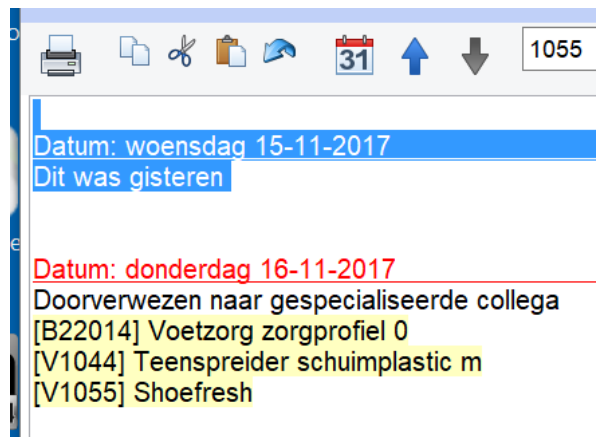 31
1055
Datum: woensdag 15-11-2017
Dit was gisteren
Datum: donderdag 16-11-2017
Doorverwezen naar gespecialiseerde collega
[B22014] Voetzorg zorgprofiel 0
[V1044] Teenspreider schuimplastic m
[V1055] Shoefresh